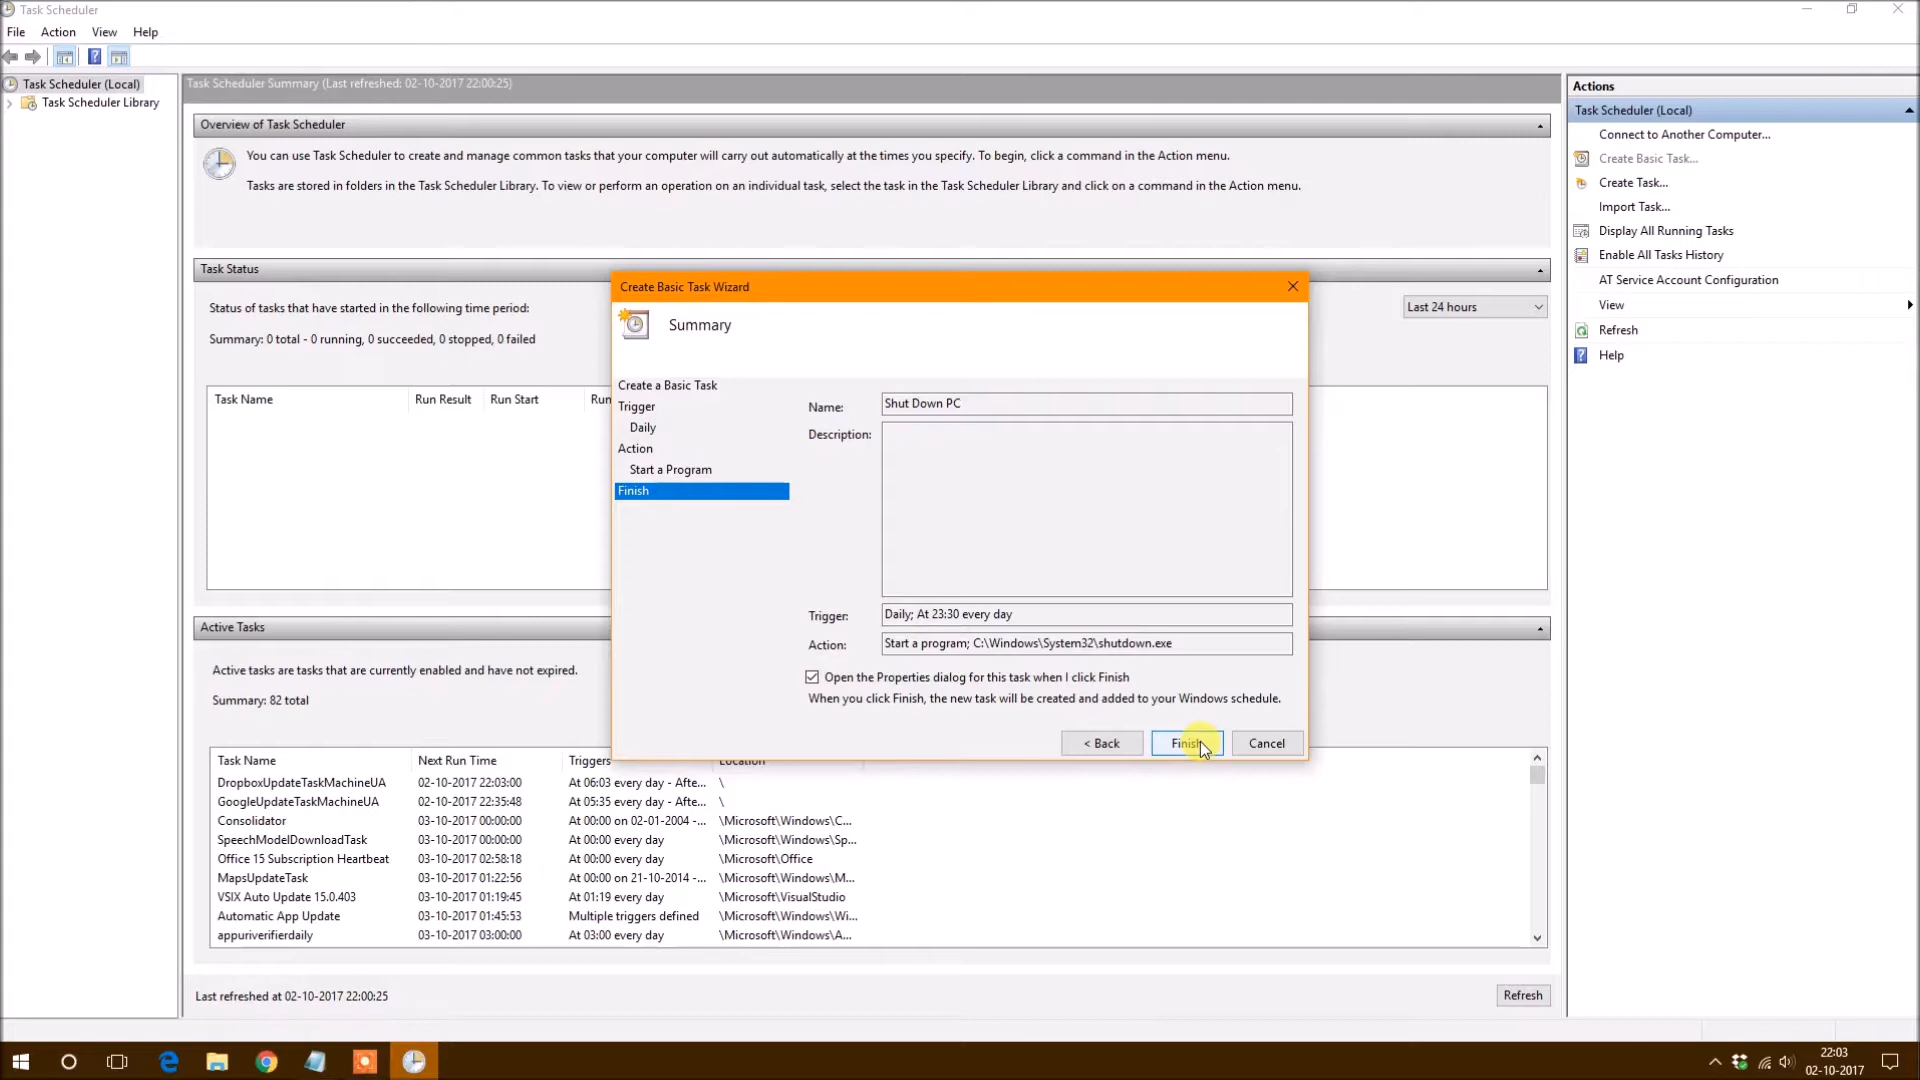 Task Scheduler
File Action View Help
Task Scheduler (Local)
Task Scheduler Library
Task Scheduler Summary (Last refreshed: 02-10-2017 22:00:25)
Overview of Task Scheduler
You can use Task Scheduler to create and manage common tasks that your computer will carry out automatically at the times you specify. To begin, click a command in the Action menu.
Tasks are stored in folders in the Task Scheduler Library. To view or perform an operation on an individual task, select the task in the Task Scheduler Library and click on a command in the Action menu.
Task Status
Status of tasks that have started in the following time period:
Last 24 hours
Summary: 0 total - 0 running, 0 succeeded, 0 stopped, 0 failed
Task Name Run Result Run Start Run
Create Basic Task Wizard
Summary
Create a Basic Task
Trigger
Daily
Action
Start a Program
Finish
Name: Shut Down PC
Description:
Trigger: Daily; At 23:30 every day
Action: Start a program; C:\Windows\System32\shutdown.exe
Open the Properties dialog for this task when I click Finish
When you click Finish, the new task will be created and added to your Windows schedule.
< Back Finish Cancel
Active Tasks
Active tasks are tasks that are currently enabled and have not expired.
Summary: 82 total
Task Name Next Run Time Triggers Location
DropboxUpdateTaskMachineUA 02-10-2017 22:03:00 At 06:03 every day - Afte... \
GoogleUpdateTaskMachineUA 02-10-2017 22:35:48 At 05:35 every day - Afte... \
Consolidator 03-10-2017 00:00:00 At 00:00 on 02-01-2004 -... \Microsoft\Windows\C...
SpeechModelDownloadTask 03-10-2017 00:00:00 At 00:00 every day \Microsoft\Windows\Sp...
Office 15 Subscription Heartbeat 03-10-2017 02:58:18 At 00:00 every day \Microsoft\Office
MapsUpdateTask 03-10-2017 01:22:56 At 00:00 on 21-10-2014 -... \Microsoft\Windows\M...
VSIX Auto Update 15.0.403 03-10-2017 01:19:45 At 01:19 every day \Microsoft\VisualStudio
Automatic App Update 03-10-2017 01:45:53 Multiple triggers defined \Microsoft\Windows\Wi...
appuriverifierdaily 03-10-2017 03:00:00 At 03:00 every day \Microsoft\Windows\A...
Last refreshed at 02-10-2017 22:00:25
Refresh
Actions
Task Scheduler (Local)
Connect to Another Computer...
Create Basic Task...
Create Task...
Import Task...
Display All Running Tasks
Enable All Tasks History
AT Service Account Configuration
View
Refresh
Help
22:03
02-10-2017